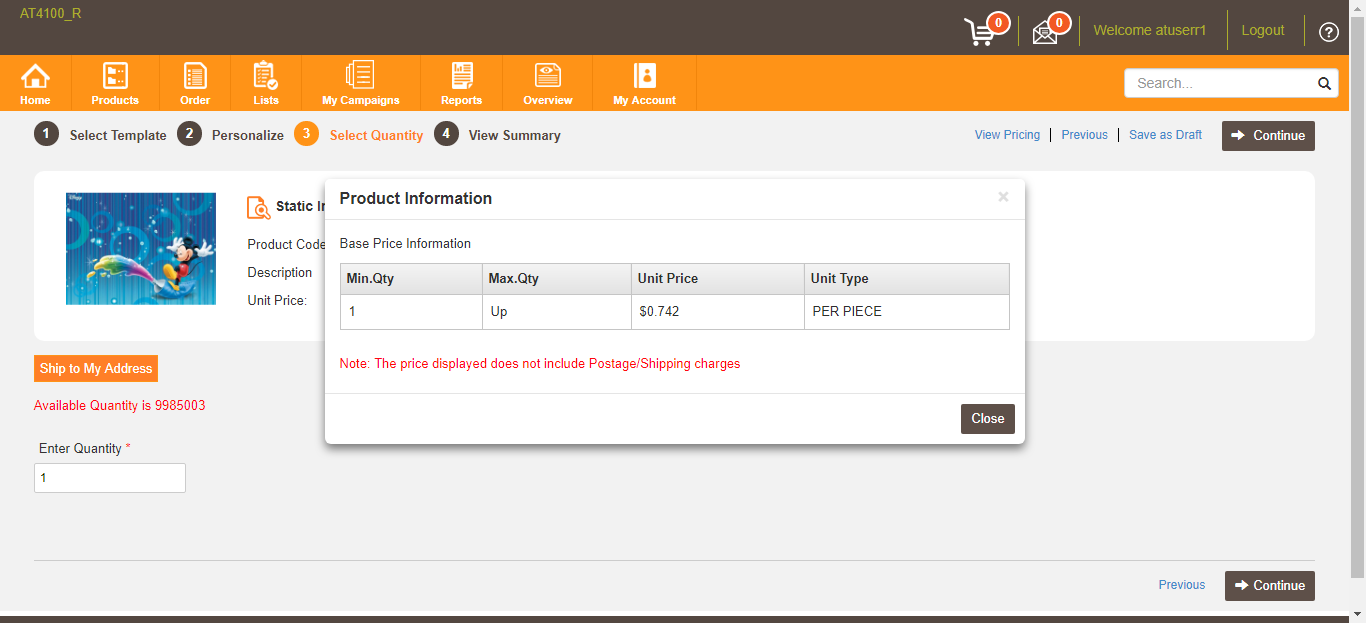 AT4100_R
0
0
Welcome atuserr1
Logout
?
Home
Products
Order
Lists
My Campaigns
Reports
Overview
My Account
Search...
1 Select Template 2 Personalize 3 Select Quantity 4 View Summary
View Pricing Previous Save as Draft Continue
Static
Product Code
Description
Unit Price:
Product Information ×
Base Price Information
Min.Qty Max.Qty Unit Price Unit Type
1 Up $0.742 PER PIECE
Note: The price displayed does not include Postage/Shipping charges
Close
Ship to My Address
Available Quantity is 9985003
Enter Quantity *
1
Previous Continue